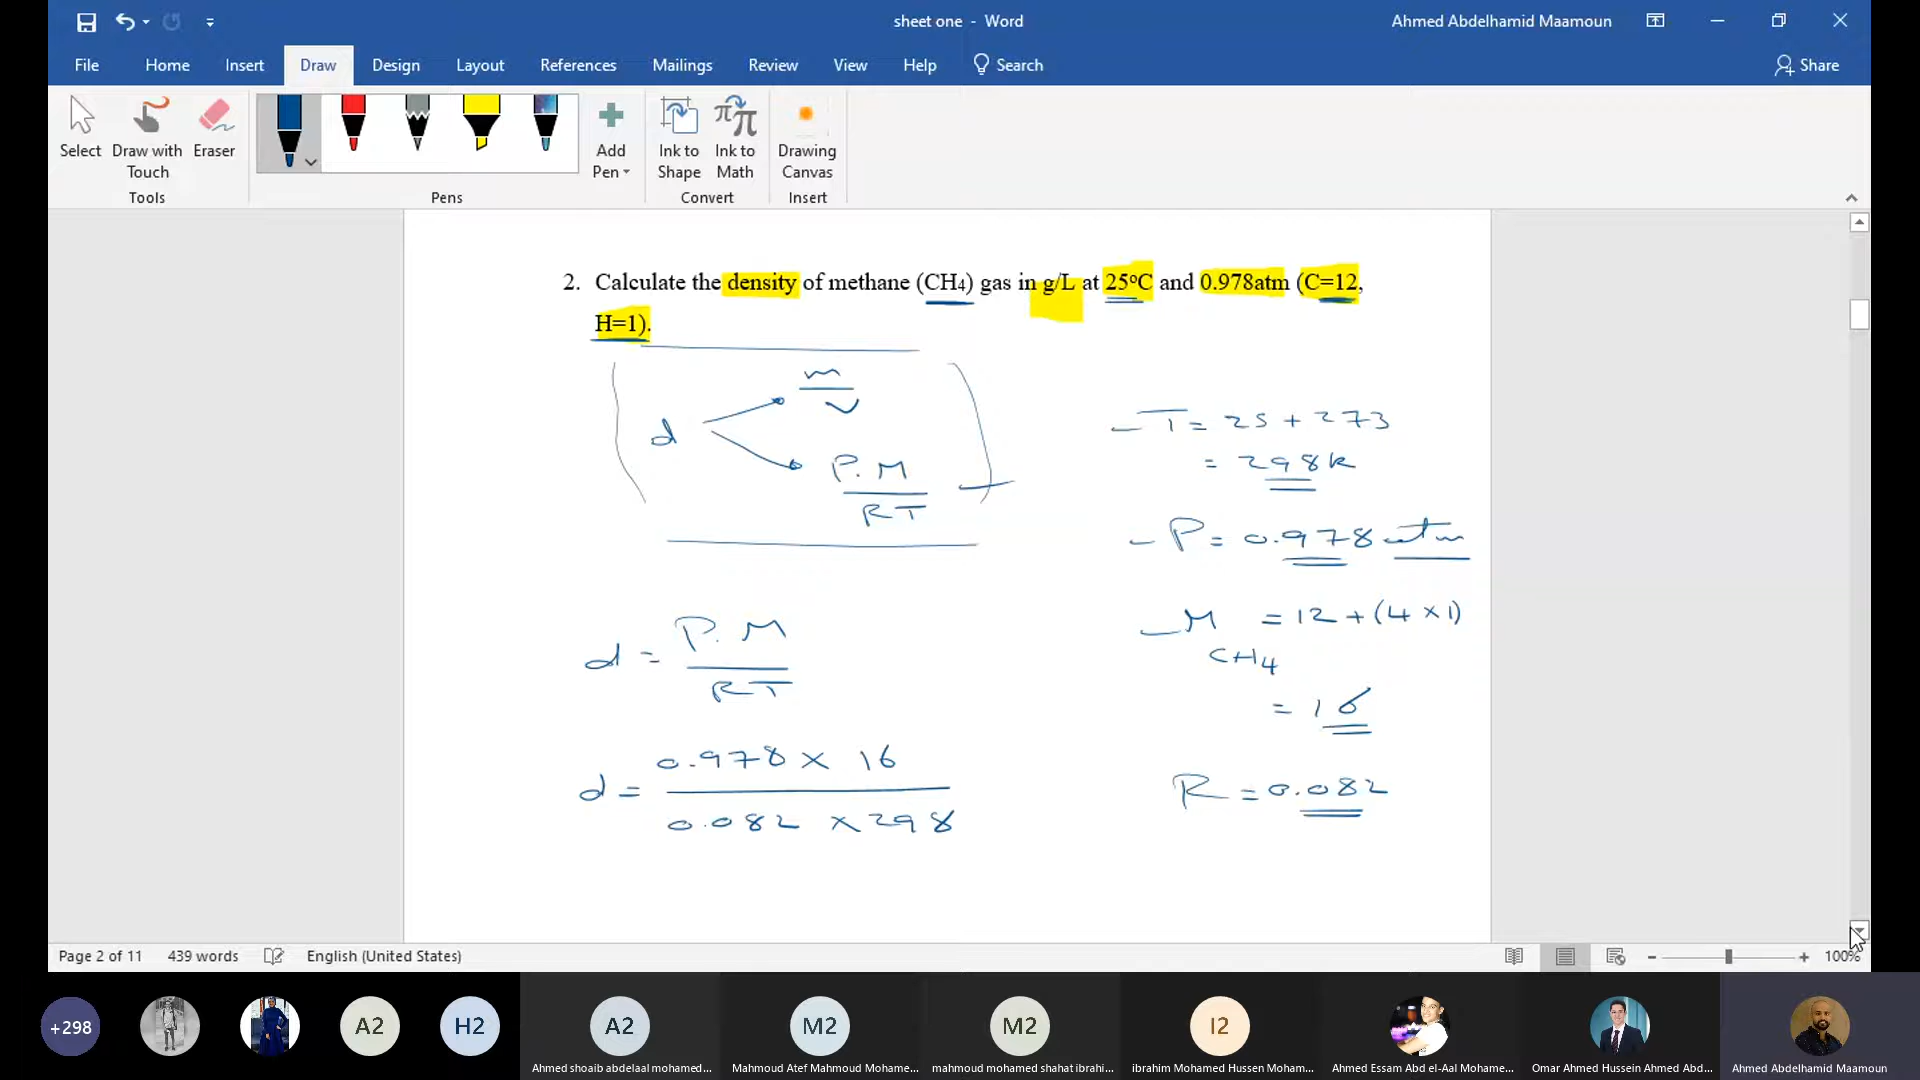 sheet one - Word
Ahmed Abdelhamid Maamoun
File Home Insert Draw Design Layout References Mailings Review View Help Search Share
Select
Draw with Touch
Eraser
Add Pen
Ink to Shape
Ink to Math
Drawing Canvas
Tools
Pens
Convert
Insert
2. Calculate the density of methane (CH4) gas in g/L at 25°C and 0.978atm (C=12,
H=1).
d
m
V
P.M
RT
T = 25 + 273
= 298 k
P = 0.978 atm
M CH4 = 12 + (4 × 1)
= 16
R = 0.082
d = P.M
RT
d = 0.978 × 16
0.082 × 298
Page 2 of 11 439 words English (United States) 100%
+298
A2
H2
A2
M2
M2
I2
Ahmed shoaib abdelaal mohamed...
Mahmoud Atef Mahmoud Mohame...
mahmoud mohamed shahat ibrahi...
ibrahim Mohamed Hussen Moham...
Ahmed Essam Abd el-Aal Mohame...
Omar Ahmed Hussein Ahmed Abd...
Ahmed Abdelhamid Maamoun